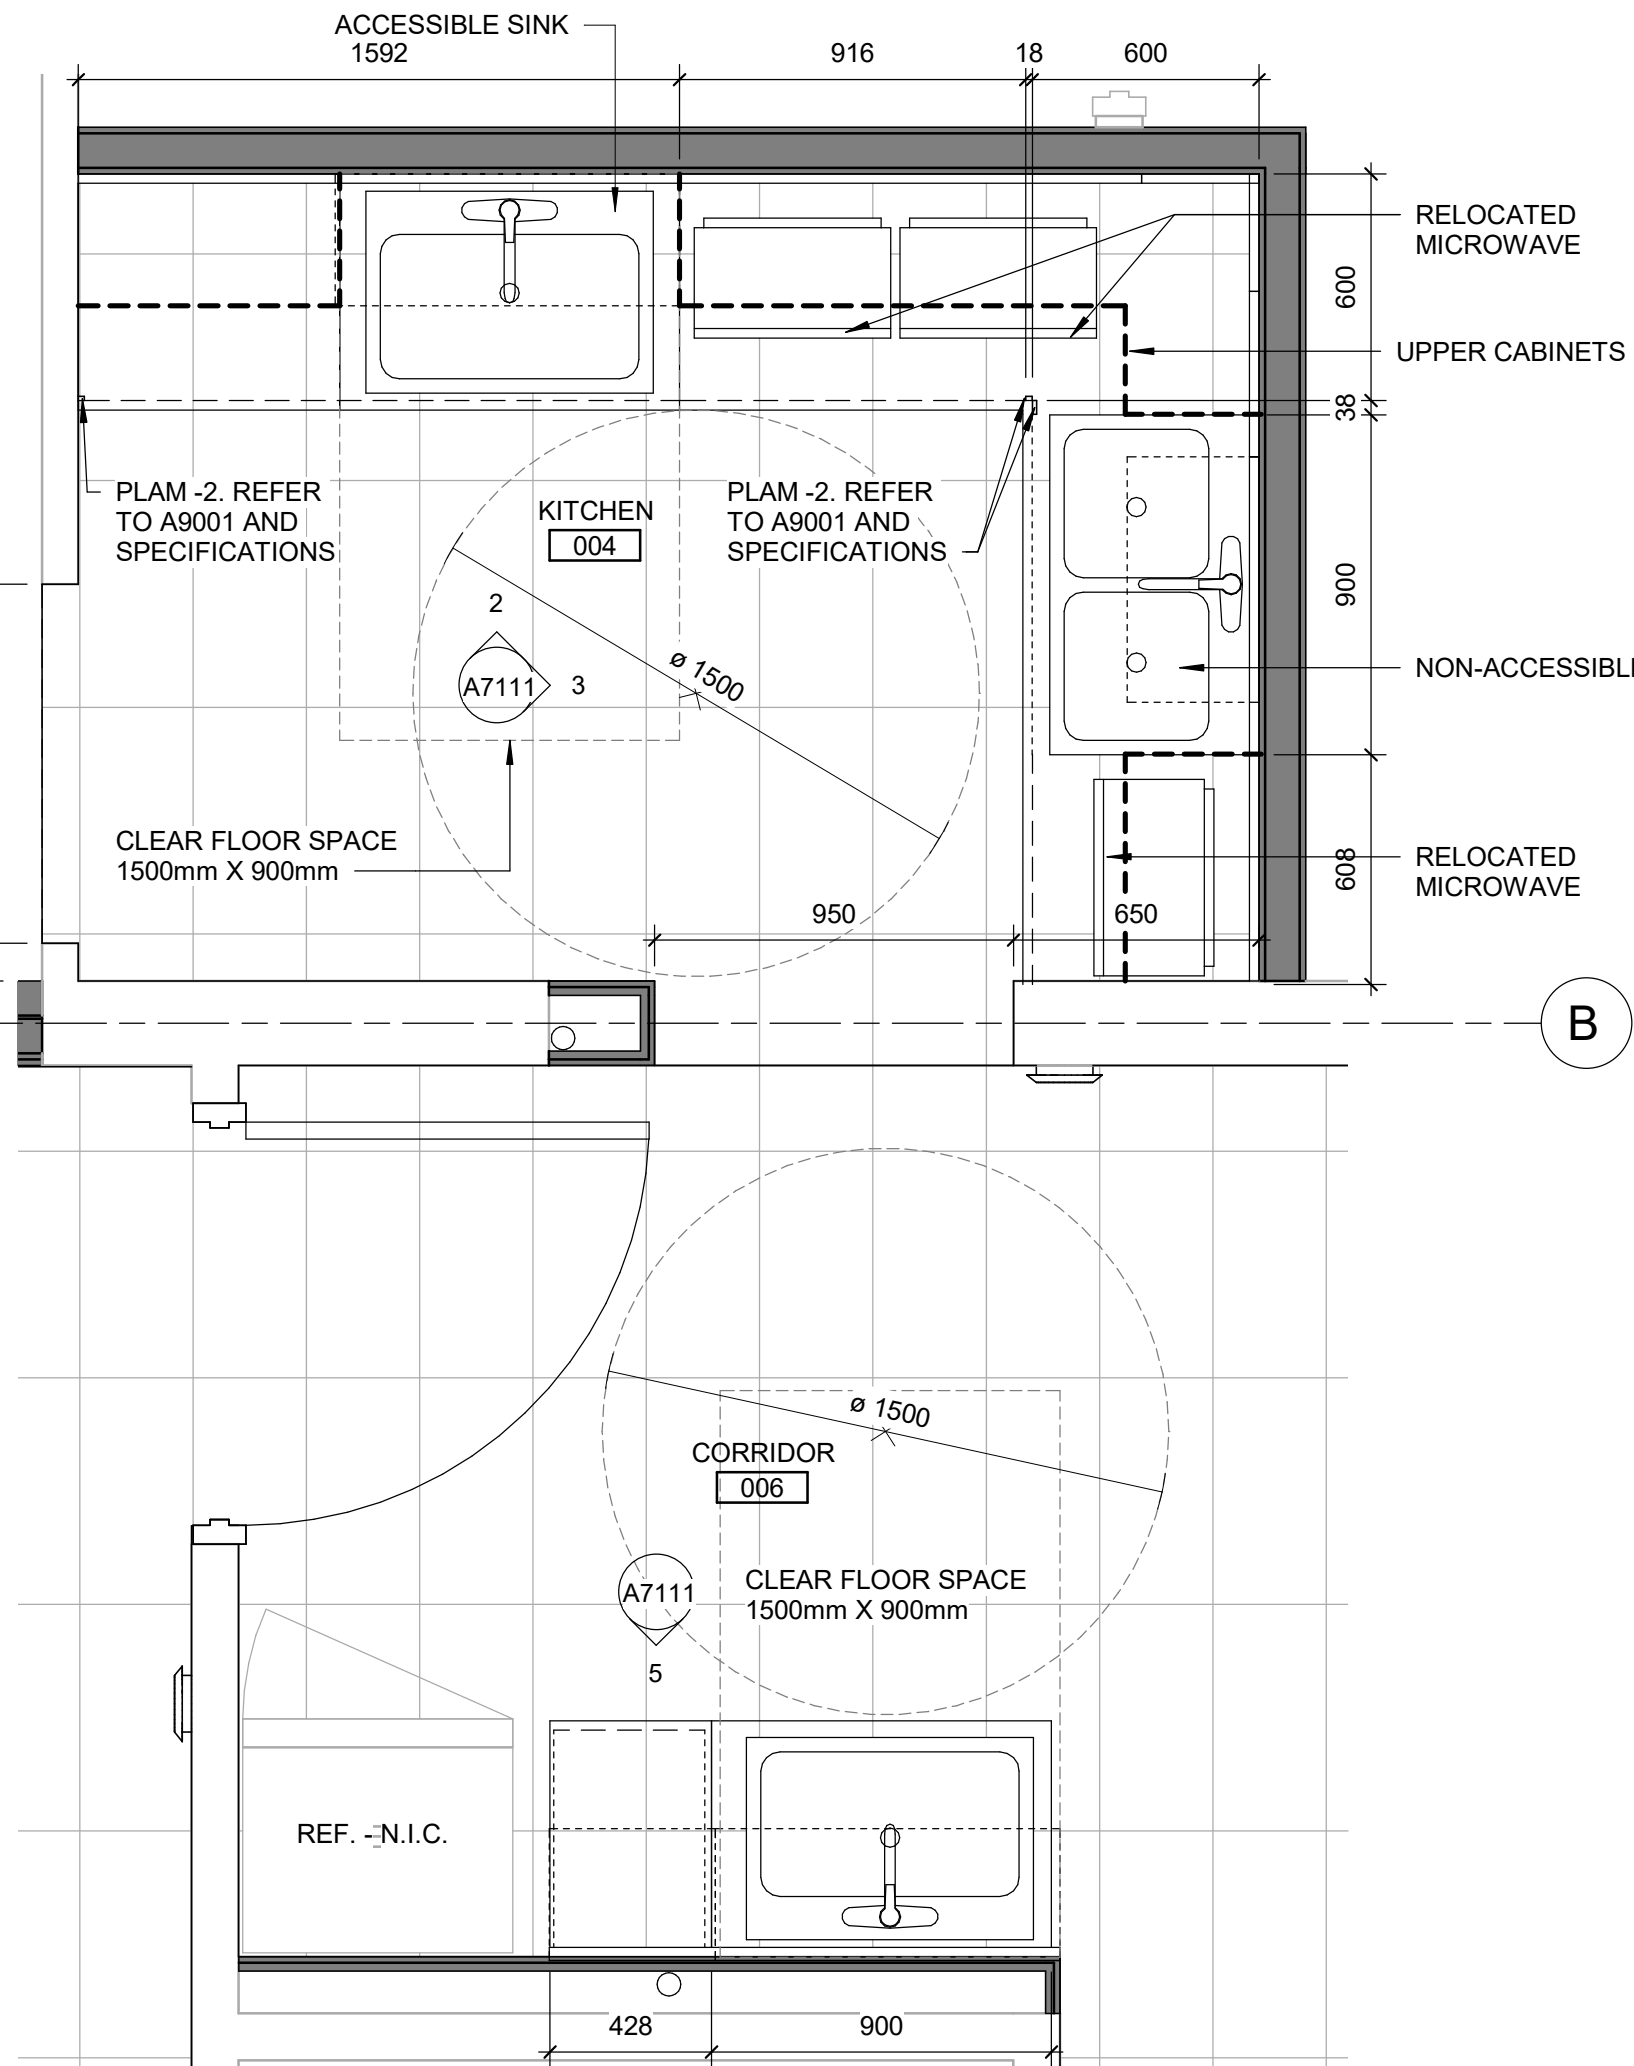 ACCESSIBLE SINK
1592
916
18
600
RELOCATED
MICROWAVE
600
UPPER CABINETS
38
PLAM -2. REFER
TO A9001 AND
SPECIFICATIONS
KITCHEN
004
PLAM -2. REFER
TO A9001 AND
SPECIFICATIONS
900
2
A7111
3
ø 1500
NON-ACCESSIBLE
CLEAR FLOOR SPACE
1500mm X 900mm
608
RELOCATED
MICROWAVE
950
650
B
ø 1500
CORRIDOR
006
A7111
5
CLEAR FLOOR SPACE
1500mm X 900mm
REF. - N.I.C.
428
900